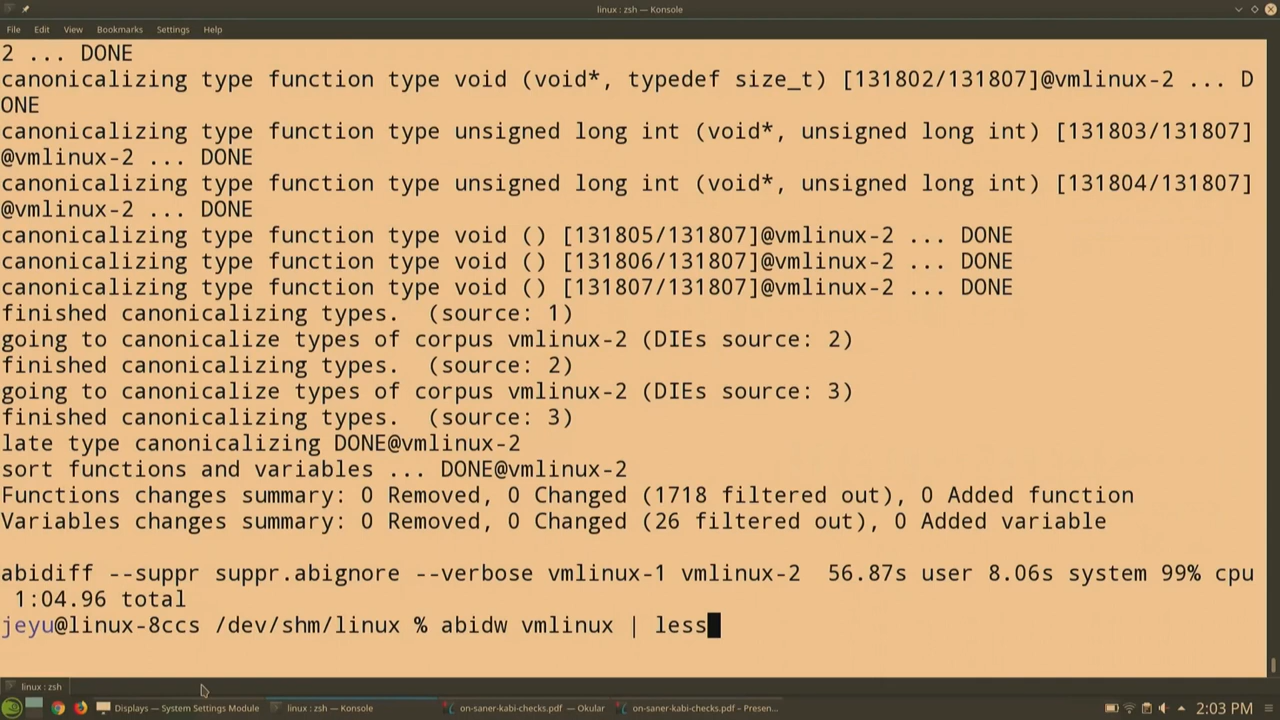 linux : zsh — Konsole
File Edit View Bookmarks Settings Help
2 ... DONE
canonicalizing type function type void (void*, typedef size_t) [131802/131807]@vmlinux-2 ... D
ONE
canonicalizing type function type unsigned long int (void*, unsigned long int) [131803/131807]
@vmlinux-2 ... DONE
canonicalizing type function type unsigned long int (void*, unsigned long int) [131804/131807]
@vmlinux-2 ... DONE
canonicalizing type function type void () [131805/131807]@vmlinux-2 ... DONE
canonicalizing type function type void () [131806/131807]@vmlinux-2 ... DONE
canonicalizing type function type void () [131807/131807]@vmlinux-2 ... DONE
finished canonicalizing types.  (source: 1)
going to canonicalize types of corpus vmlinux-2 (DIEs source: 2)
finished canonicalizing types.  (source: 2)
going to canonicalize types of corpus vmlinux-2 (DIEs source: 3)
finished canonicalizing types.  (source: 3)
late type canonicalizing DONE@vmlinux-2
sort functions and variables ... DONE@vmlinux-2
Functions changes summary: 0 Removed, 0 Changed (1718 filtered out), 0 Added function
Variables changes summary: 0 Removed, 0 Changed (26 filtered out), 0 Added variable
abidiff --suppr suppr.abignore --verbose vmlinux-1 vmlinux-2  56.87s user 8.06s system 99% cpu
1:04.96 total
jeyu@linux-8ccs /dev/shm/linux % abidw vmlinux | less
linux : zsh
Displays — System Settings Module linux : zsh — Konsole on-saner-kabi-checks.pdf — Okular on-saner-kabi-checks.pdf – Presen... 2:03 PM